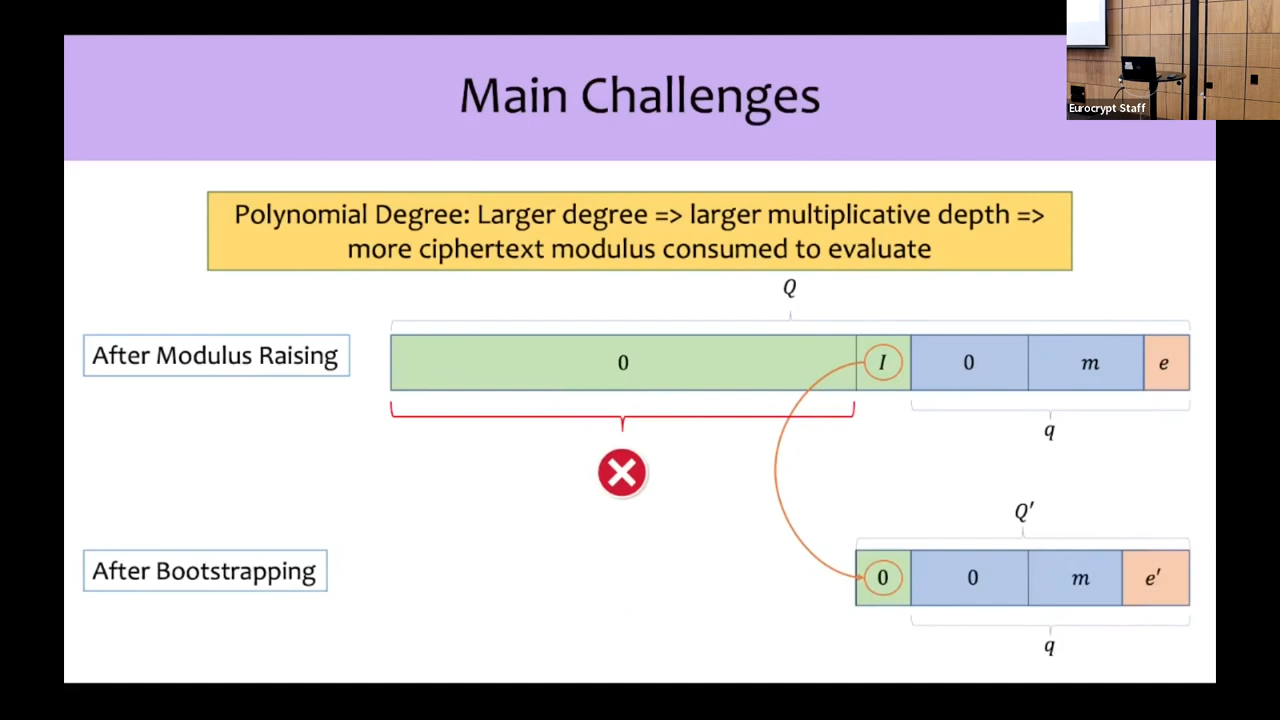 Main Challenges
Eurocrypt Staff
Polynomial Degree: Larger degree => larger multiplicative depth =>
more ciphertext modulus consumed to evaluate
Q
After Modulus Raising
0 I 0 m e
q
Q′
After Bootstrapping
0 0 m e′
q